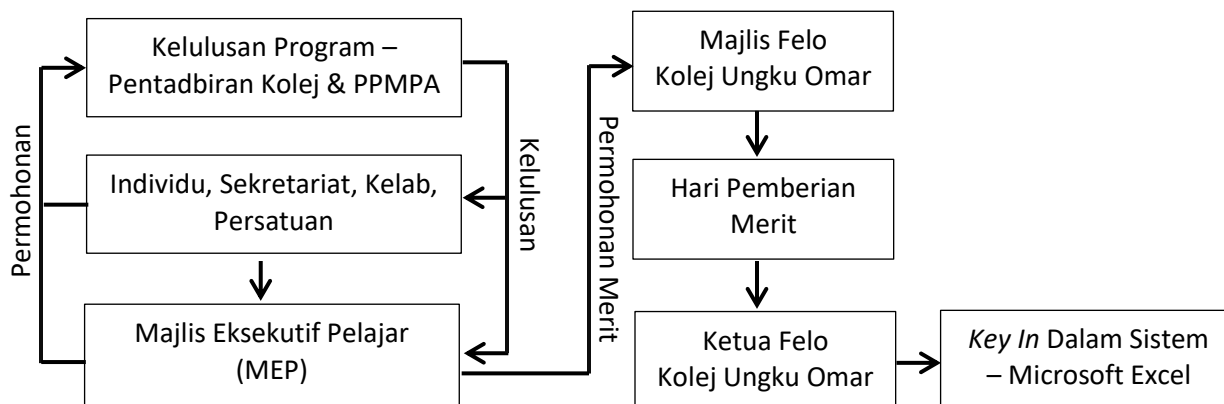 Kelulusan Program –
Pentadbiran Kolej & PPMPA
Permohonan
Individu, Sekretariat, Kelab,
Persatuan
Kelulusan
Majlis Eksekutif Pelajar
(MEP)
Permohonan Merit
Majlis Felo
Kolej Ungku Omar
Hari Pemberian
Merit
Ketua Felo
Kolej Ungku Omar
Key In Dalam Sistem
– Microsoft Excel